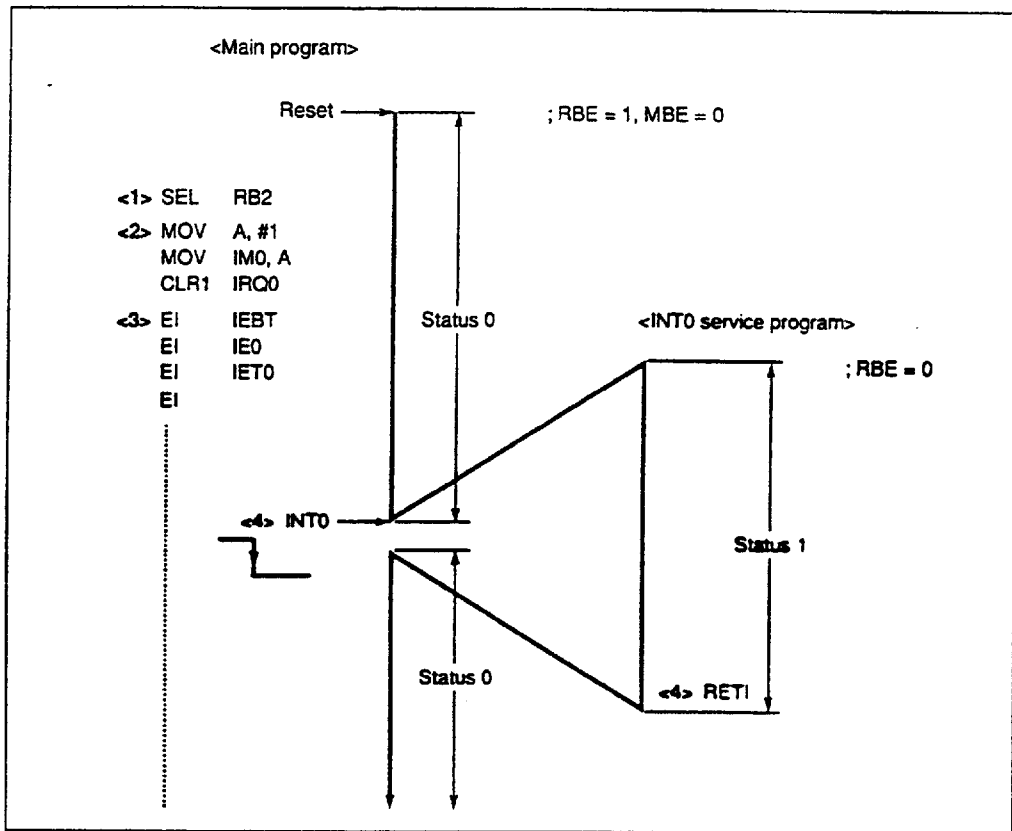 <Main program>
Reset
; RBE = 1, MBE = 0
<1> SEL RB2
<2> MOV A, #1
MOV IM0, A
CLR1 IRQ0
<3> EI IEBT
EI IE0
EI IET0
EI
Status 0
<INT0 service program>
; RBE = 0
<4> INT0
Status 1
Status 0
<4> RETI